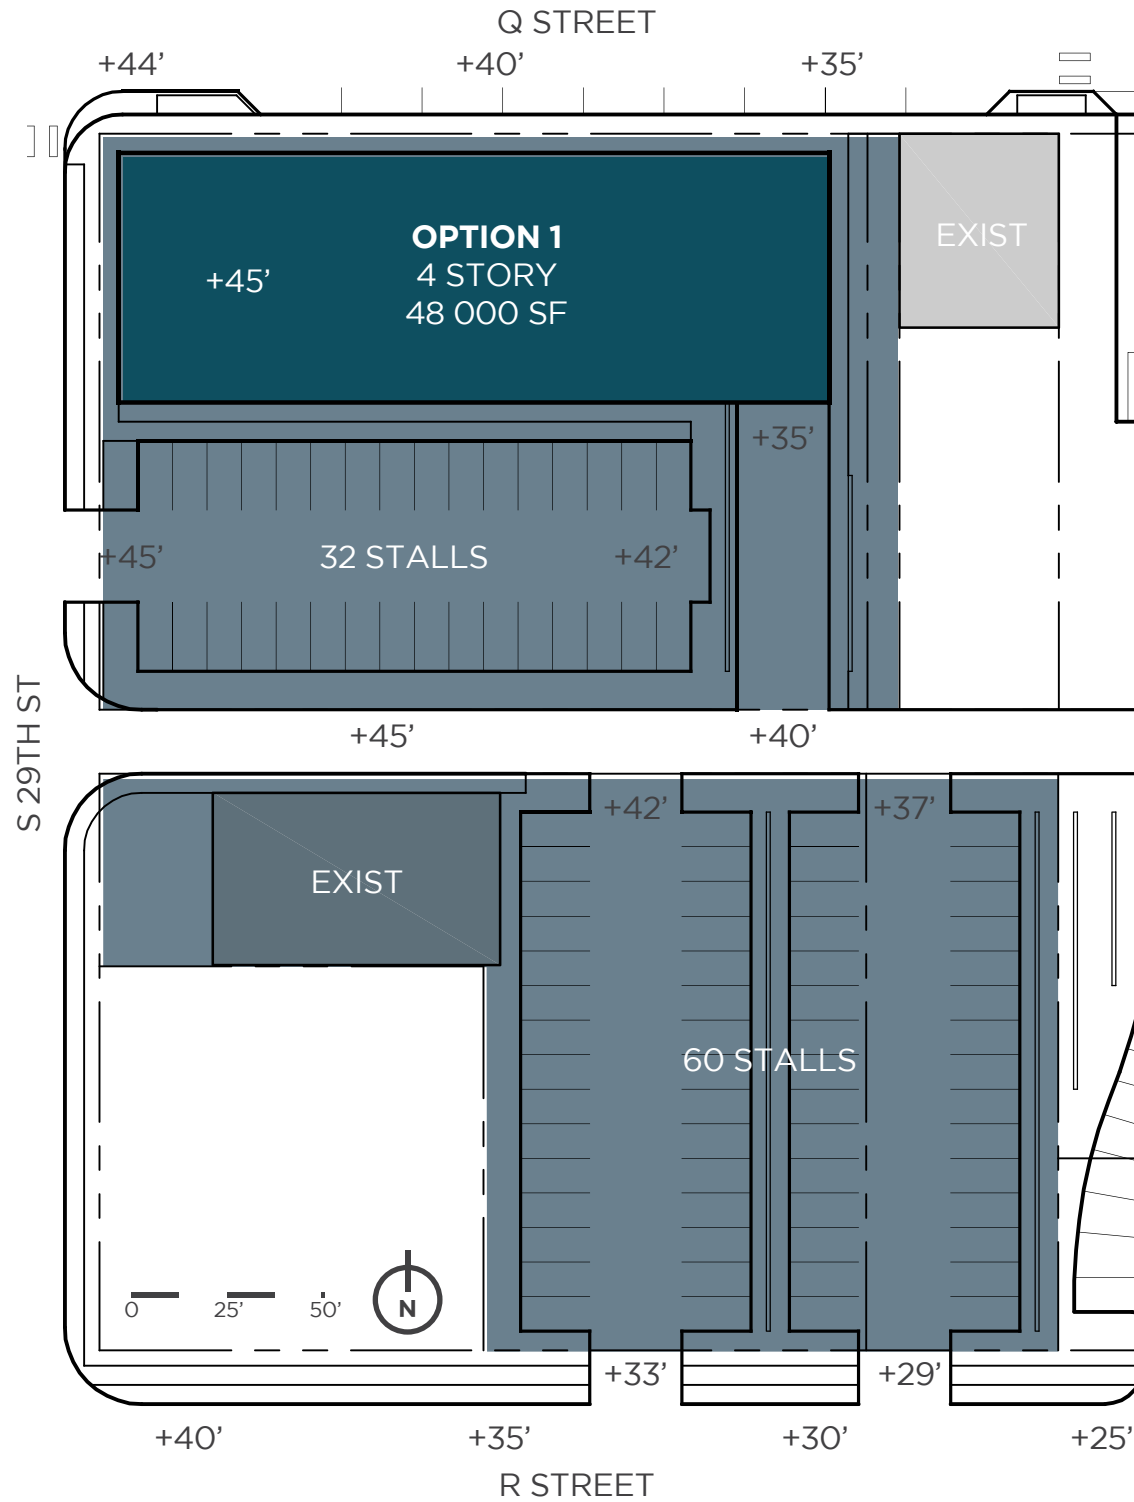 Q STREET
+44’
+40’
+35’
OPTION 1
4 STORY
48 000 SF
+45’
EXIST
+35’
+45’
32 STALLS
+42’
S 29TH ST
+45’
+40’
+42’
+37’
EXIST
60 STALLS
0
25’
50’
N
+33’
+29’
+40’
+35’
+30’
+25’
R STREET